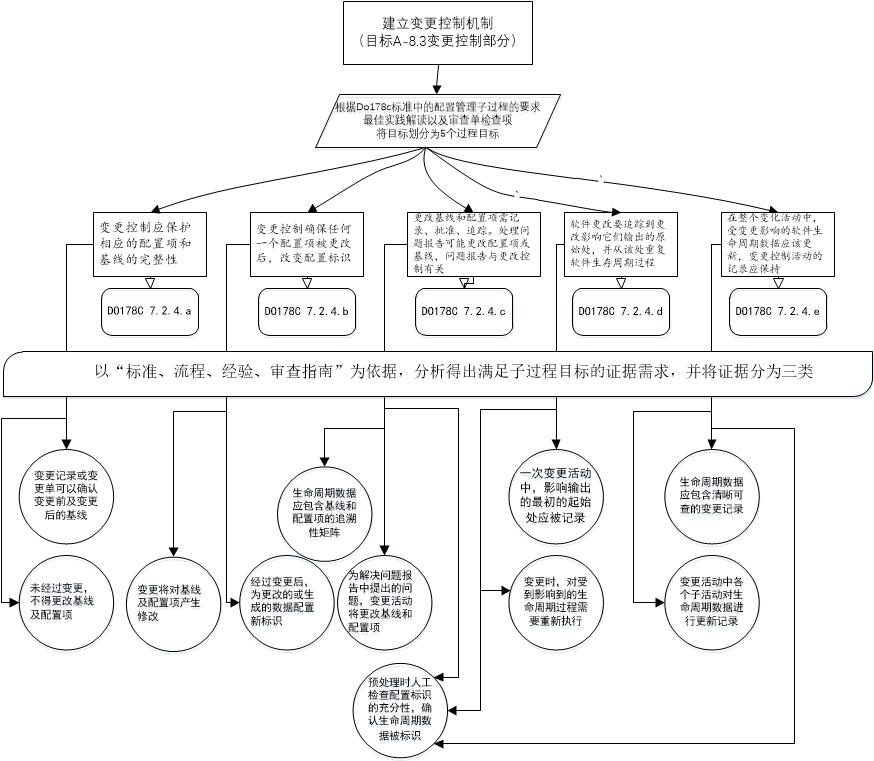 建立变更控制机制
（目标A-8.3变更控制部分）
根据Do178c标准中的配置管理子过程的要求
最佳实践解读以及审查单检查项
将目标划分为5个过程目标
变更控制应保护
相应的配置项和
基线的完整性
变更控制确保任何
一个配置项被更改
后，改变配置标识
更改基线和配置项需记
录、批准、追踪。处理问
题报告可能更改配置项或
基线，问题报告与更改控
制有关
软件更改要追踪到更
改影响它们输出的原
始处，并从该处重复
软件生存周期过程
在整个变化活动中，
受变更影响的软件生
命周期数据应该更
新，变更控制活动的
记录应保持
DO178C 7.2.4.a
DO178C 7.2.4.b
DO178C 7.2.4.c
DO178C 7.2.4.d
DO178C 7.2.4.e
以“标准、流程、经验、审查指南”为依据，分析得出满足子过程目标的证据需求，并将证据分为三类
变更记录或变
更单可以确认
变更前及变更
后的基线
生命周期数据
应包含基线和
配置项的追溯
性矩阵
一次变更活动
中，影响输出
的最初的起始
处应被记录
生命周期数据
应包含清晰可
查的变更记录
未经过变更，
不得更改基线
及配置项
变更将对基线
及配置项产生
修改
经过变更后，
为更改的或生
成的数据配置
新标识
为解决问题报
告中提出的问
题，变更活动
将更改基线和
配置项
变更时，对受
到影响到的生
命周期过程需
要重新执行
变更活动中各
个子活动对生
命周期数据进
行更新记录
预处理时人工
检查配置标识
的充分性，确
认生命周期数
据被标识